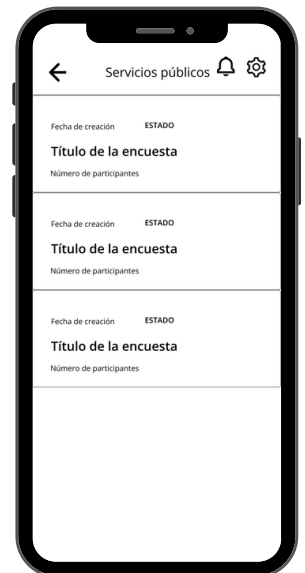 Servicios públicos
Fecha de creación ESTADO
Título de la encuesta
Número de participantes
Fecha de creación ESTADO
Título de la encuesta
Número de participantes
Fecha de creación ESTADO
Título de la encuesta
Número de participantes